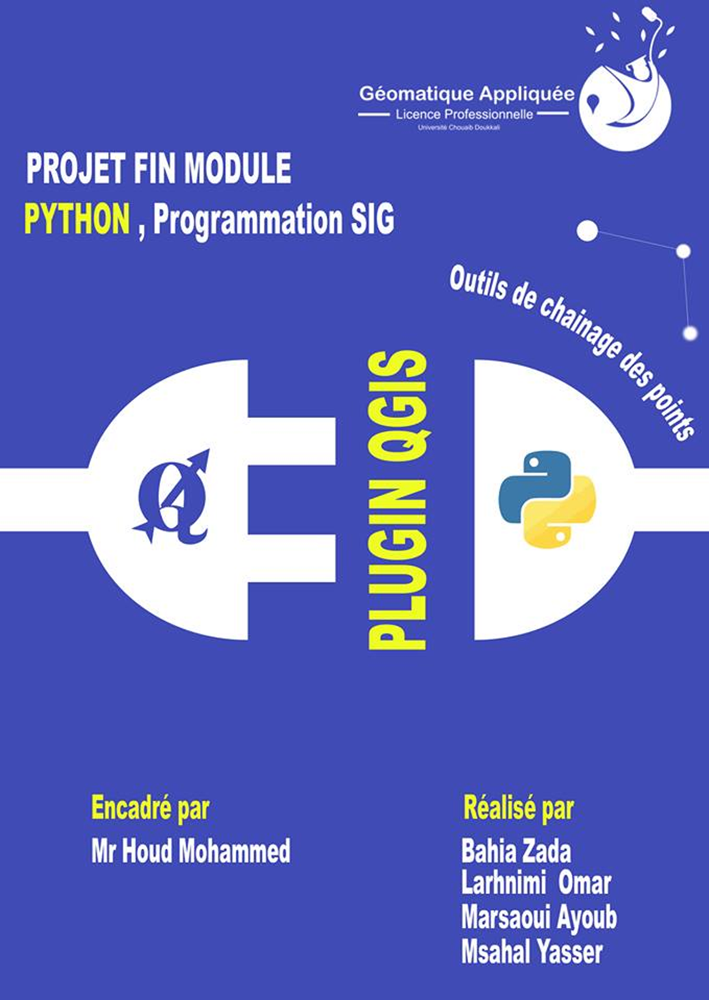 Géomatique Appliquée
Licence Professionnelle
Université Chouaib Doukkali
PROJET FIN MODULE
PYTHON , Programmation SIG
Outils de chainage des points
PLUGIN QGIS
Encadré par
Mr Houd Mohammed
Réalisé par
Bahia Zada
Larhnimi Omar
Marsaoui Ayoub
Msahal Yasser